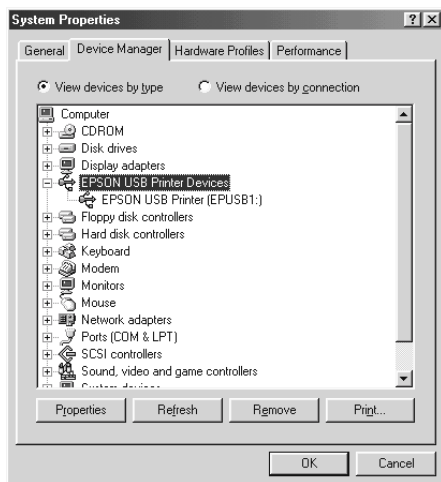 System Properties
General Device Manager Hardware Profiles Performance
View devices by type View devices by connection
Computer
CDROM
Disk drives
Display adapters
EPSON USB Printer Devices
EPSON USB Printer (EPUSB1:)
Floppy disk controllers
Hard disk controllers
Keyboard
Modem
Monitors
Mouse
Network adapters
Ports (COM & LPT)
SCSI controllers
Sound, video and game controllers
System devices
Properties Refresh Remove Print...
OK Cancel